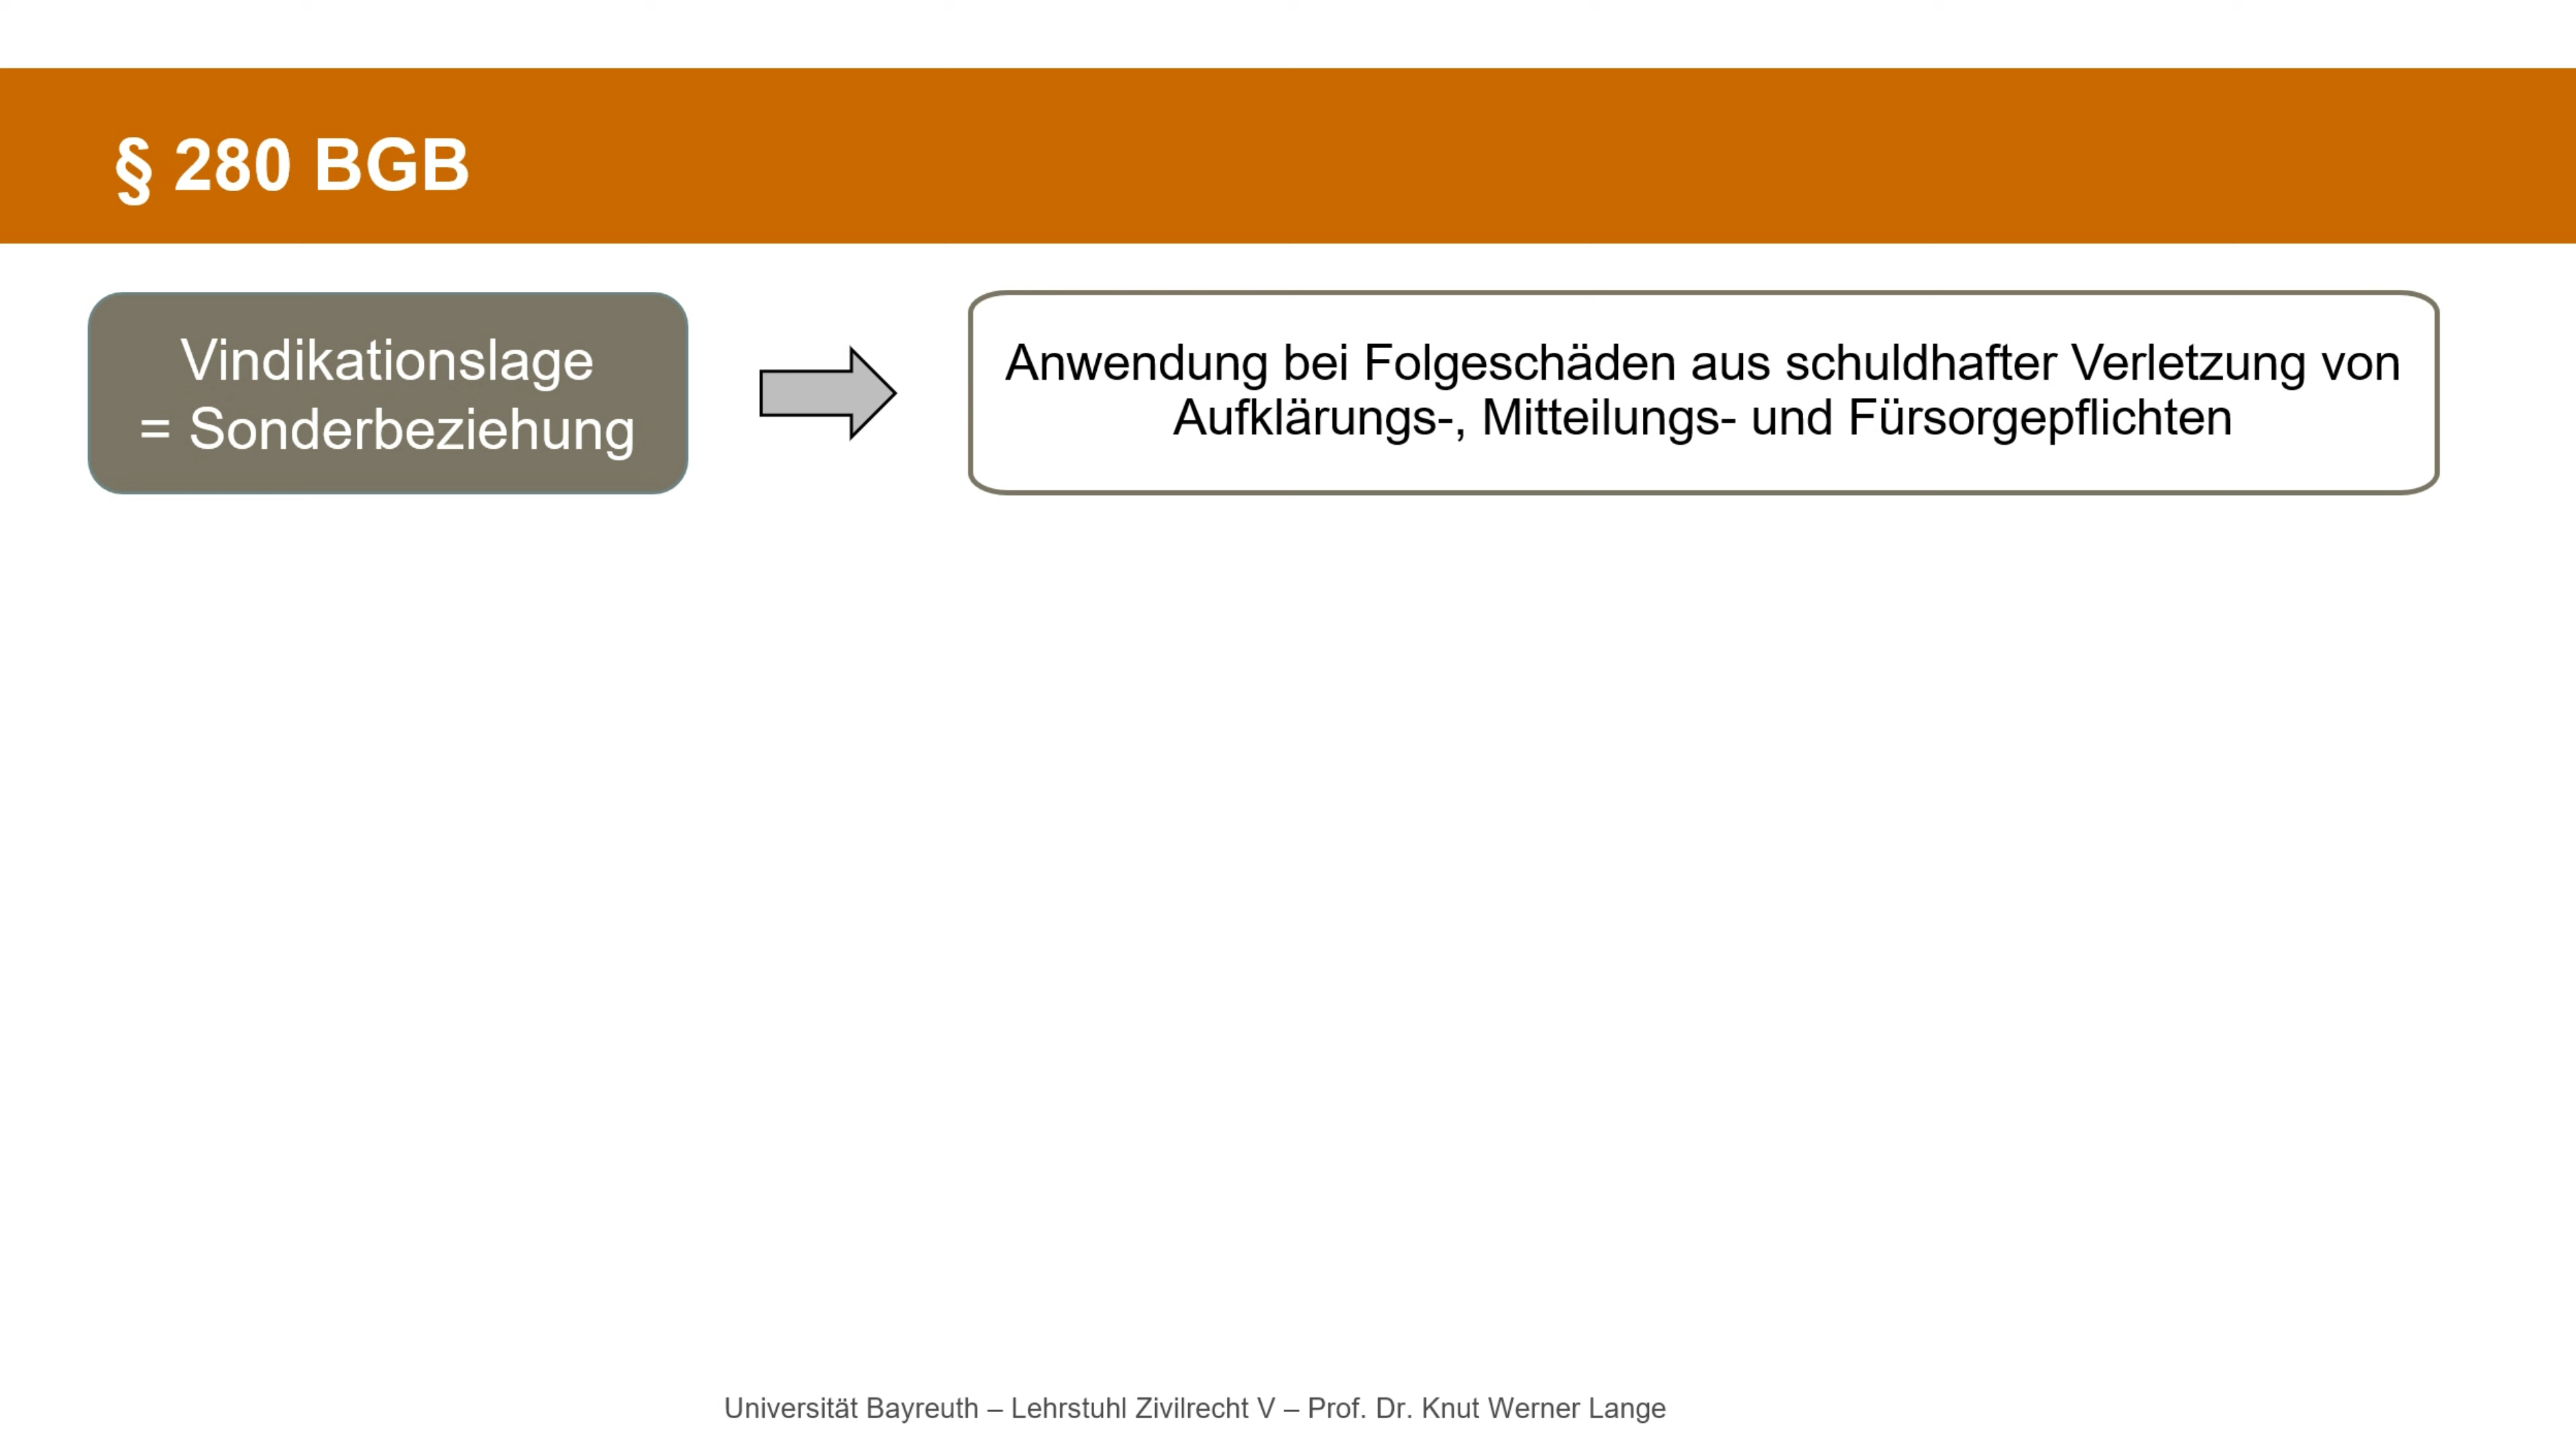 § 280 BGB
Vindikationslage
= Sonderbeziehung
Anwendung bei Folgeschäden aus schuldhafter Verletzung von
Aufklärungs-, Mitteilungs- und Fürsorgepflichten
Universität Bayreuth – Lehrstuhl Zivilrecht V – Prof. Dr. Knut Werner Lange